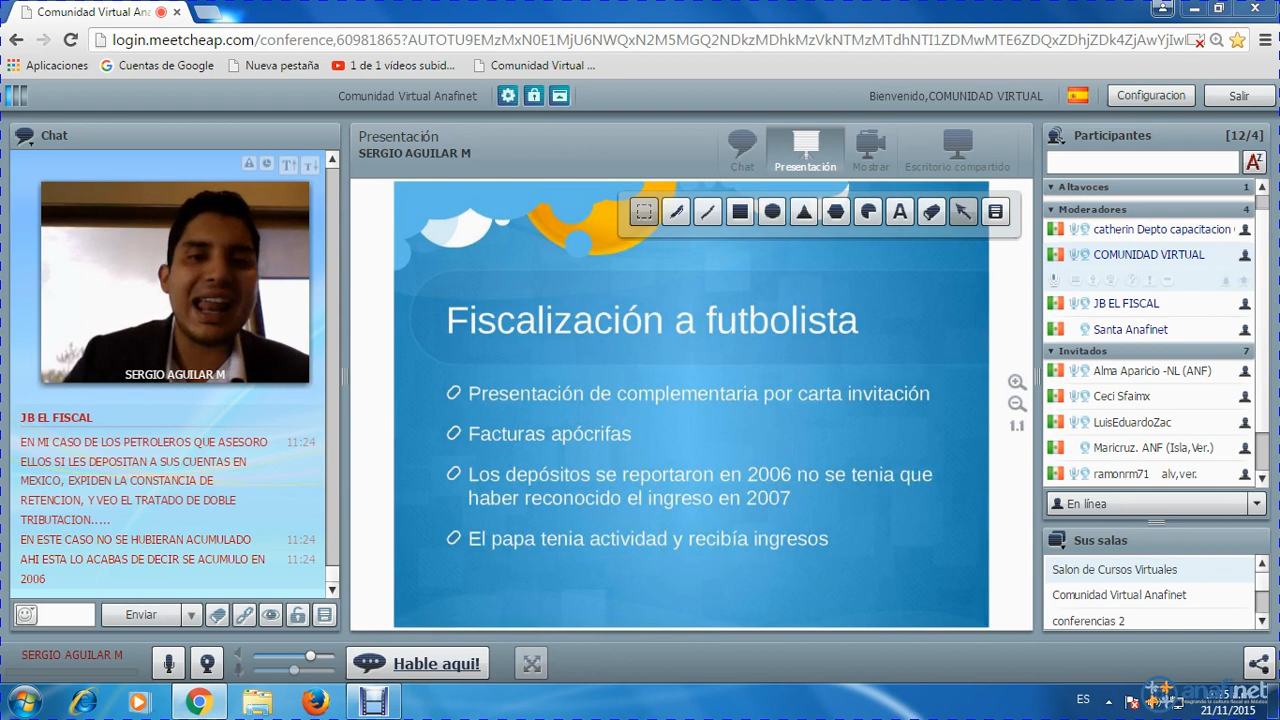 Comunidad Virtual Ana
login.meetcheap.com/conference,60981865?AUTOTU9EMzMxN0E1MjU6NWQxN2M5MGQ2NDkzMDhkMzVkNTMzMTdhNTI1ZDMwMTE6ZDQxZDhjZDk4ZjAwYjIw
Aplicaciones
Cuentas de Google
Nueva pestaña
1 de 1 vídeos subid...
Comunidad Virtual ...
Comunidad Virtual Anafinet
Bienvenido,COMUNIDAD VIRTUAL
Configuracion
Salir
Chat
SERGIO AGUILAR M
JB EL FISCAL
EN MI CASO DE LOS PETROLEROS QUE ASESORO 11:24
ELLOS SI LES DEPOSITAN A SUS CUENTAS EN
MEXICO, EXPIDEN LA CONSTANCIA DE
RETENCION, Y VEO EL TRATADO DE DOBLE
TRIBUTACION.....
EN ESTE CASO NO SE HUBIERAN ACUMULADO 11:24
AHI ESTA LO ACABAS DE DECIR SE ACUMULO EN 11:24
2006
Enviar
Presentación
SERGIO AGUILAR M
Chat
Presentación
Mostrar
Escritorio compartido
A
Fiscalización a futbolista
Presentación de complementaria por carta invitación
Facturas apócrifas
Los depósitos se reportaron en 2006 no se tenia que
haber reconocido el ingreso en 2007
El papa tenia actividad y recibía ingresos
1.1
Participantes [12/4]
Altavoces 1
Moderadores 4
catherin Depto capacitacion
COMUNIDAD VIRTUAL
JB EL FISCAL
Santa Anafinet
Invitados 7
Alma Aparicio -NL (ANF)
Ceci Sfainx
LuisEduardoZac
Maricruz. ANF (Isla,Ver.)
ramonrm71 alv,ver.
En línea
Sus salas
Salon de Cursos Virtuales
Comunidad Virtual Anafinet
conferencias 2
SERGIO AGUILAR M
Hable aqui!
ES
anafinet
21/11/2015